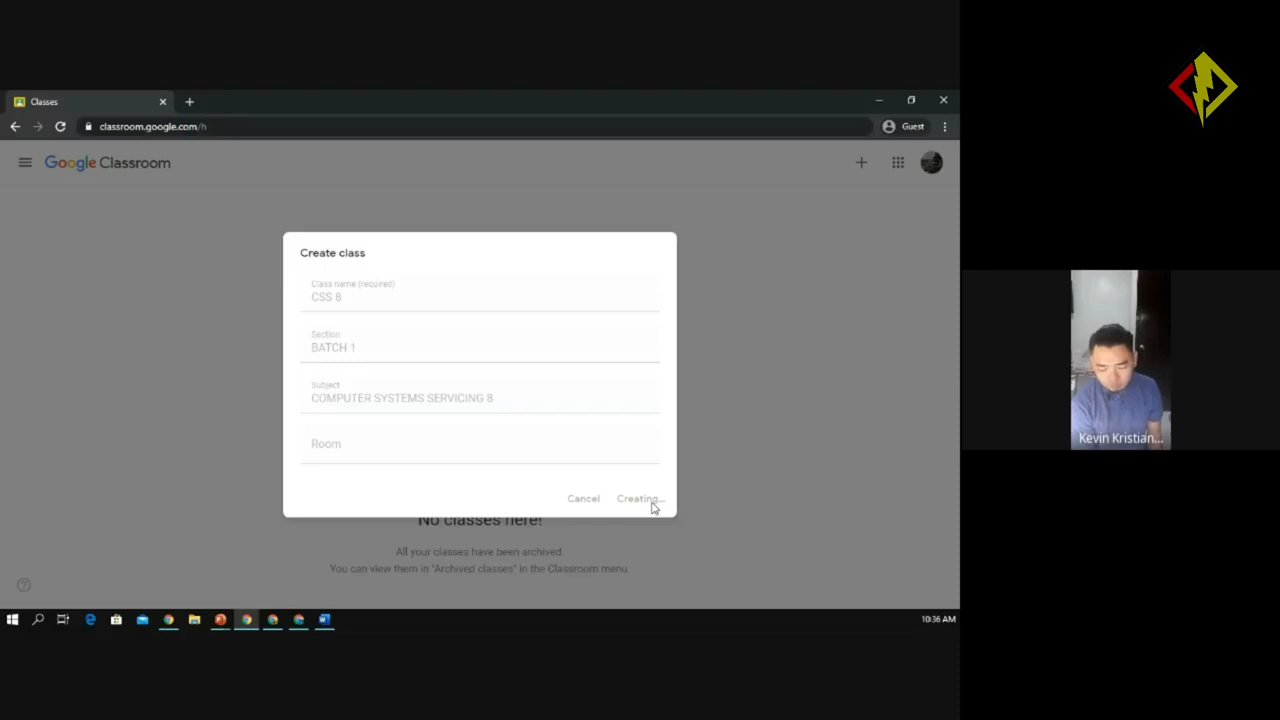 Classes
classroom.google.com/h
Guest
Google Classroom
Create class
Class name (required)
CSS 8
Section
BATCH 1
Subject
COMPUTER SYSTEMS SERVICING 8
Room
Cancel
Creating...
No classes here!
All your classes have been archived.
You can view them in "Archived classes" in the Classroom menu.
10:36 AM
Kevin Kristian...